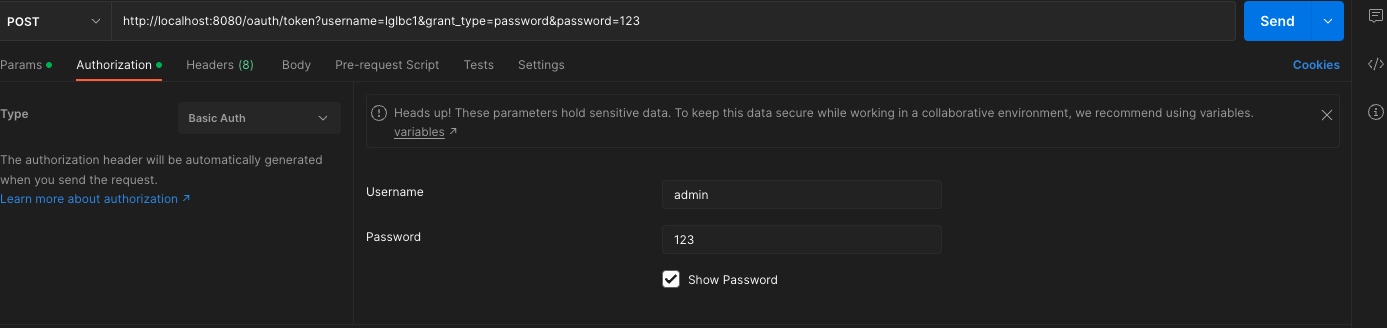 POST
http://localhost:8080/oauth/token?username=lglbc1&grant_type=password&password=123
Send
Params
Authorization
Headers (8)
Body
Pre-request Script
Tests
Settings
Cookies
Type
Basic Auth
The authorization header will be automatically generated
when you send the request.
Learn more about authorization ↗
Heads up! These parameters hold sensitive data. To keep this data secure while working in a collaborative environment, we recommend using variables.
variables ↗
Username
admin
Password
123
Show Password